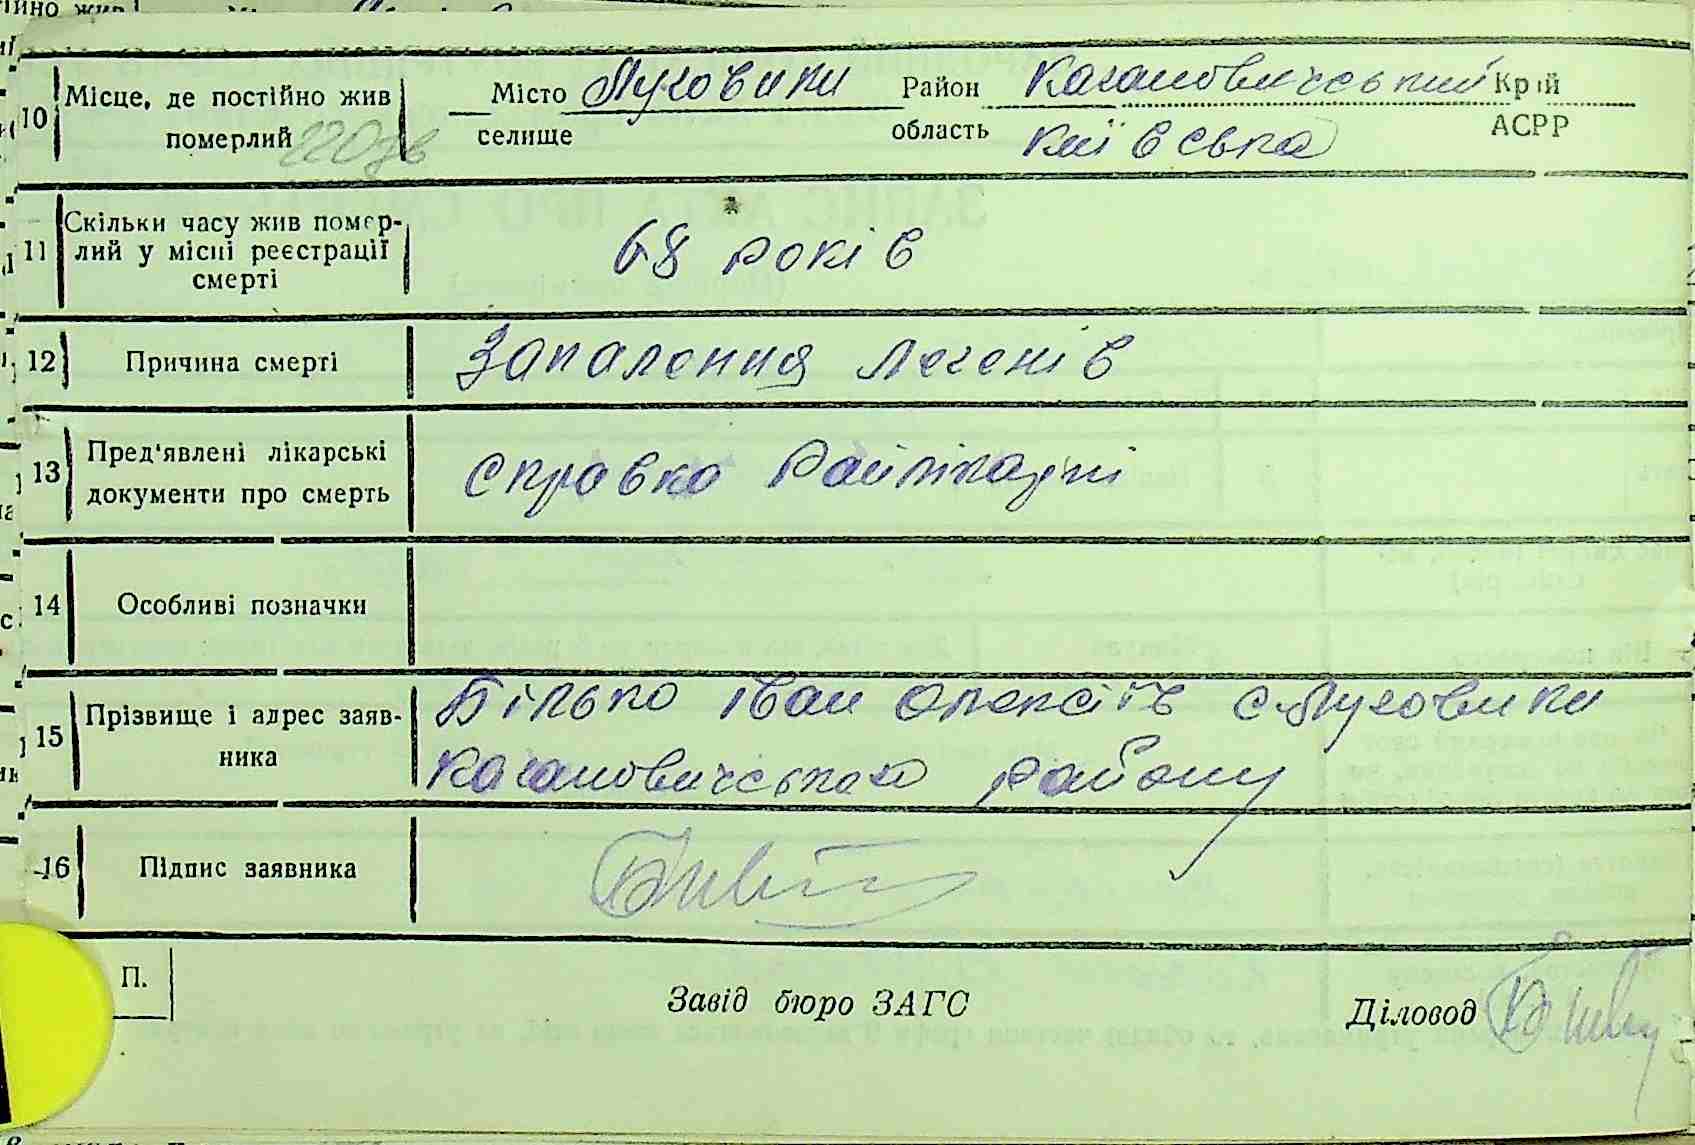 10 Місце, де постійно жив померлий 220зв
Місто Луховики Район Кагановичський Край
селище область київська АСРР
11 Скільки часу жив помер-
лий у місці реєстрації
смерті
68 років
12 Причина смерті Запалення легенів
13 Пред'явлені лікарські
документи про смерть
справка Райлікарні
14 Особливі позначки
15 Прізвище і адрес заяв-
ника
Білько Іван Олексіїв с Луговики
Кагановичського району
16 Підпис заявника
П.
Завід бюро ЗАГС Діловод